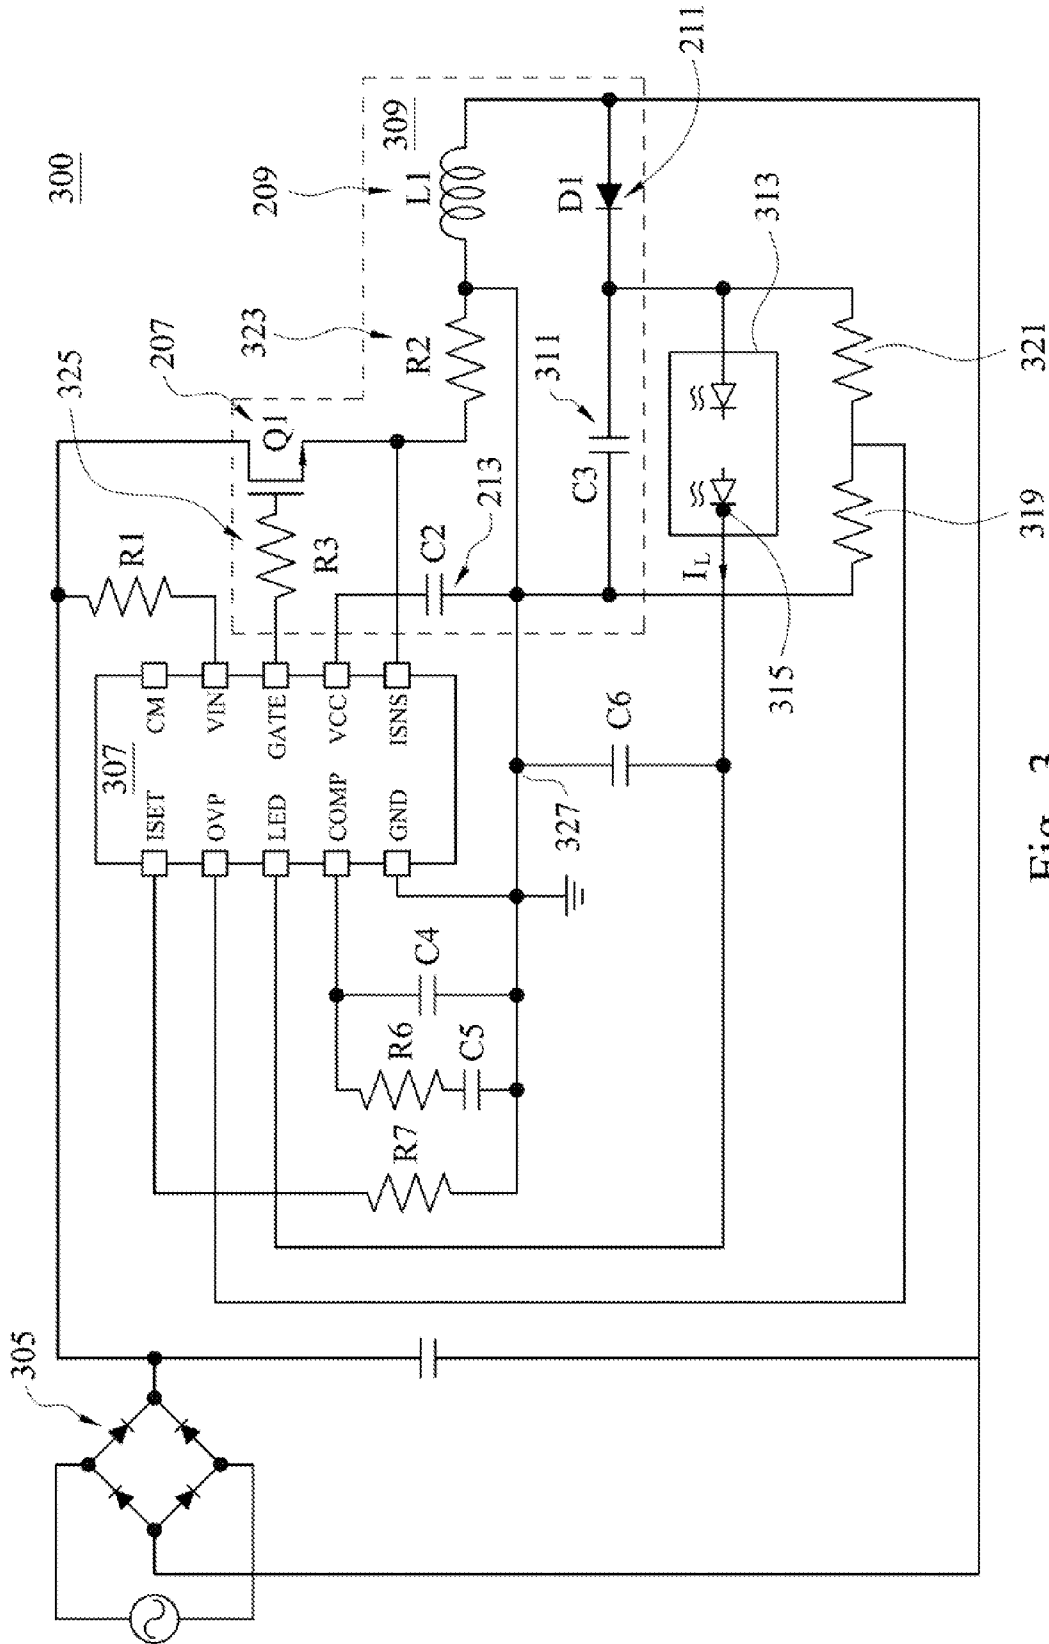 300
305
307
ISET
OVP
LED
COMP
GND
CM
VIN
GATE
VCC
ISNS
R1
325
207
Q1
R3
323
R2
209
L1
309
C2
213
D1
211
311
C3
313
I_L
315
321
319
C6
327
C4
R6
C5
R7